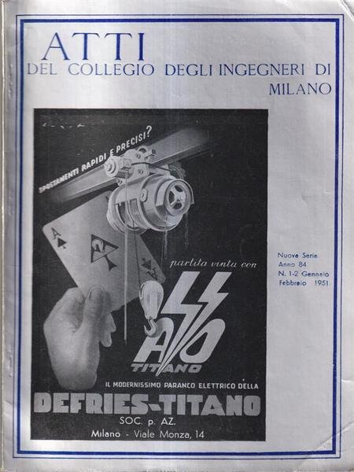 ATTI
DEL COLLEGIO DEGLI INGEGNERI DI
MILANO
SPOSTAMENTI RAPIDI E PRECISI?
A
A
partita vinta con
ASSO
TITANO
IL MODERNISSIMO PARANCO ELETTRICO DELLA
DEFRIES-TITANO
SOC. p. AZ.
Milano - Viale Monza, 14
Nuova Serie
Anno 84
N. 1-2 Gennaio
Febbraio 1951